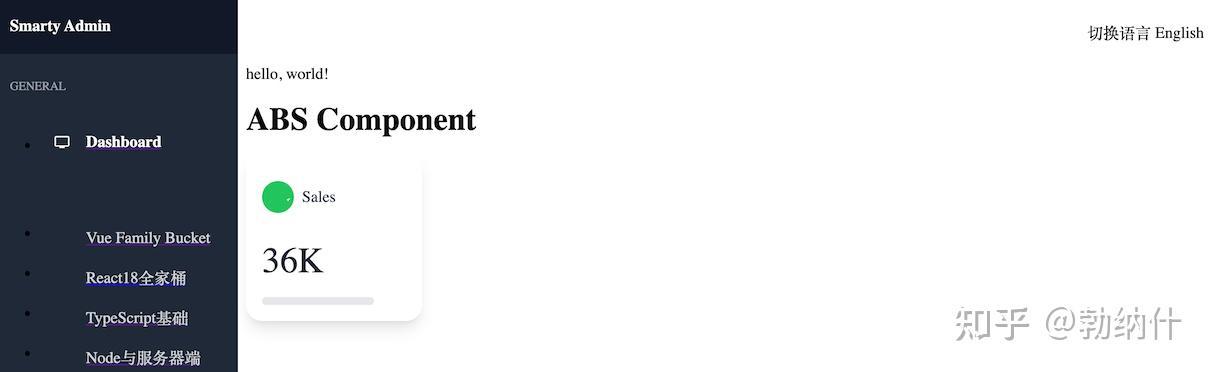 Smarty Admin
切换语言 English
GENERAL
Dashboard
Vue Family Bucket
React18全家桶
TypeScript基础
Node与服务器端
hello, world!
ABS Component
Sales
36K
知乎 @勃纳什